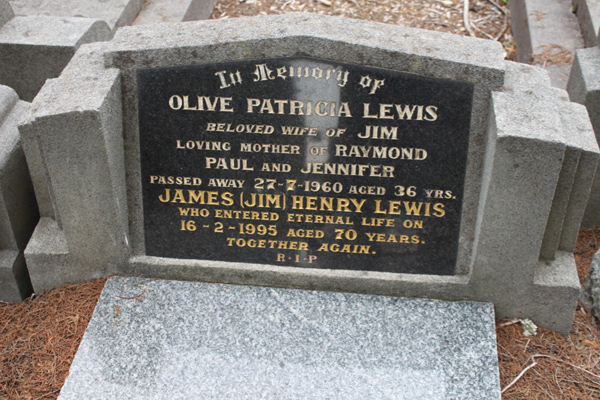 In Memory of
OLIVE PATRICIA LEWIS
BELOVED WIFE OF JIM
LOVING MOTHER OF RAYMOND
PAUL AND JENNIFER
PASSED AWAY 27-7-1960 AGED 36 YRS.
JAMES (JIM) HENRY LEWIS
WHO ENTERED ETERNAL LIFE ON
16-2-1995 AGED 70 YEARS.
TOGETHER AGAIN.
R·I·P